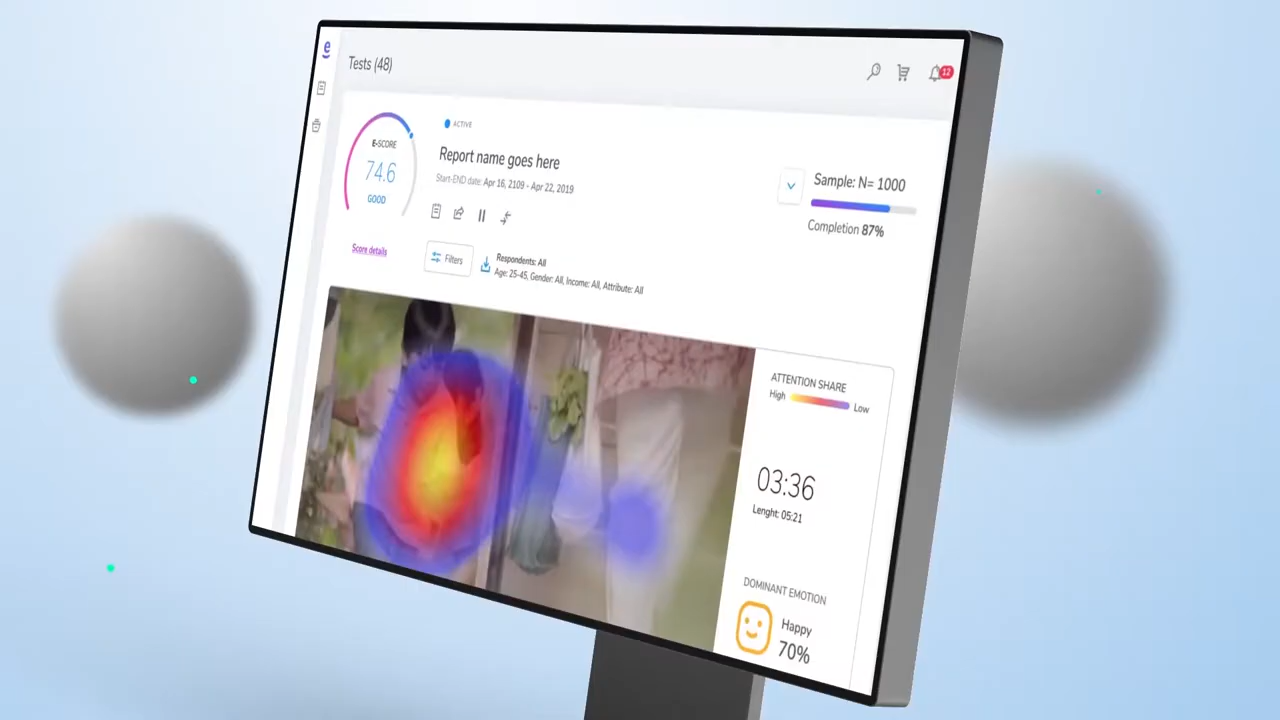 e
Tests (48)
12
E-SCORE
74.6
GOOD
Score details
ACTIVE
Report name goes here
Start-END date: Apr 16, 2109 - Apr 22, 2019
Sample: N= 1000
Completion 87%
Filters
Respondents: All
Age: 25-45, Gender: All, Income: All, Attribute: All
ATTENTION SHARE
High
Low
03:36
Lenght: 05:21
DOMINANT EMOTION
Happy
70%